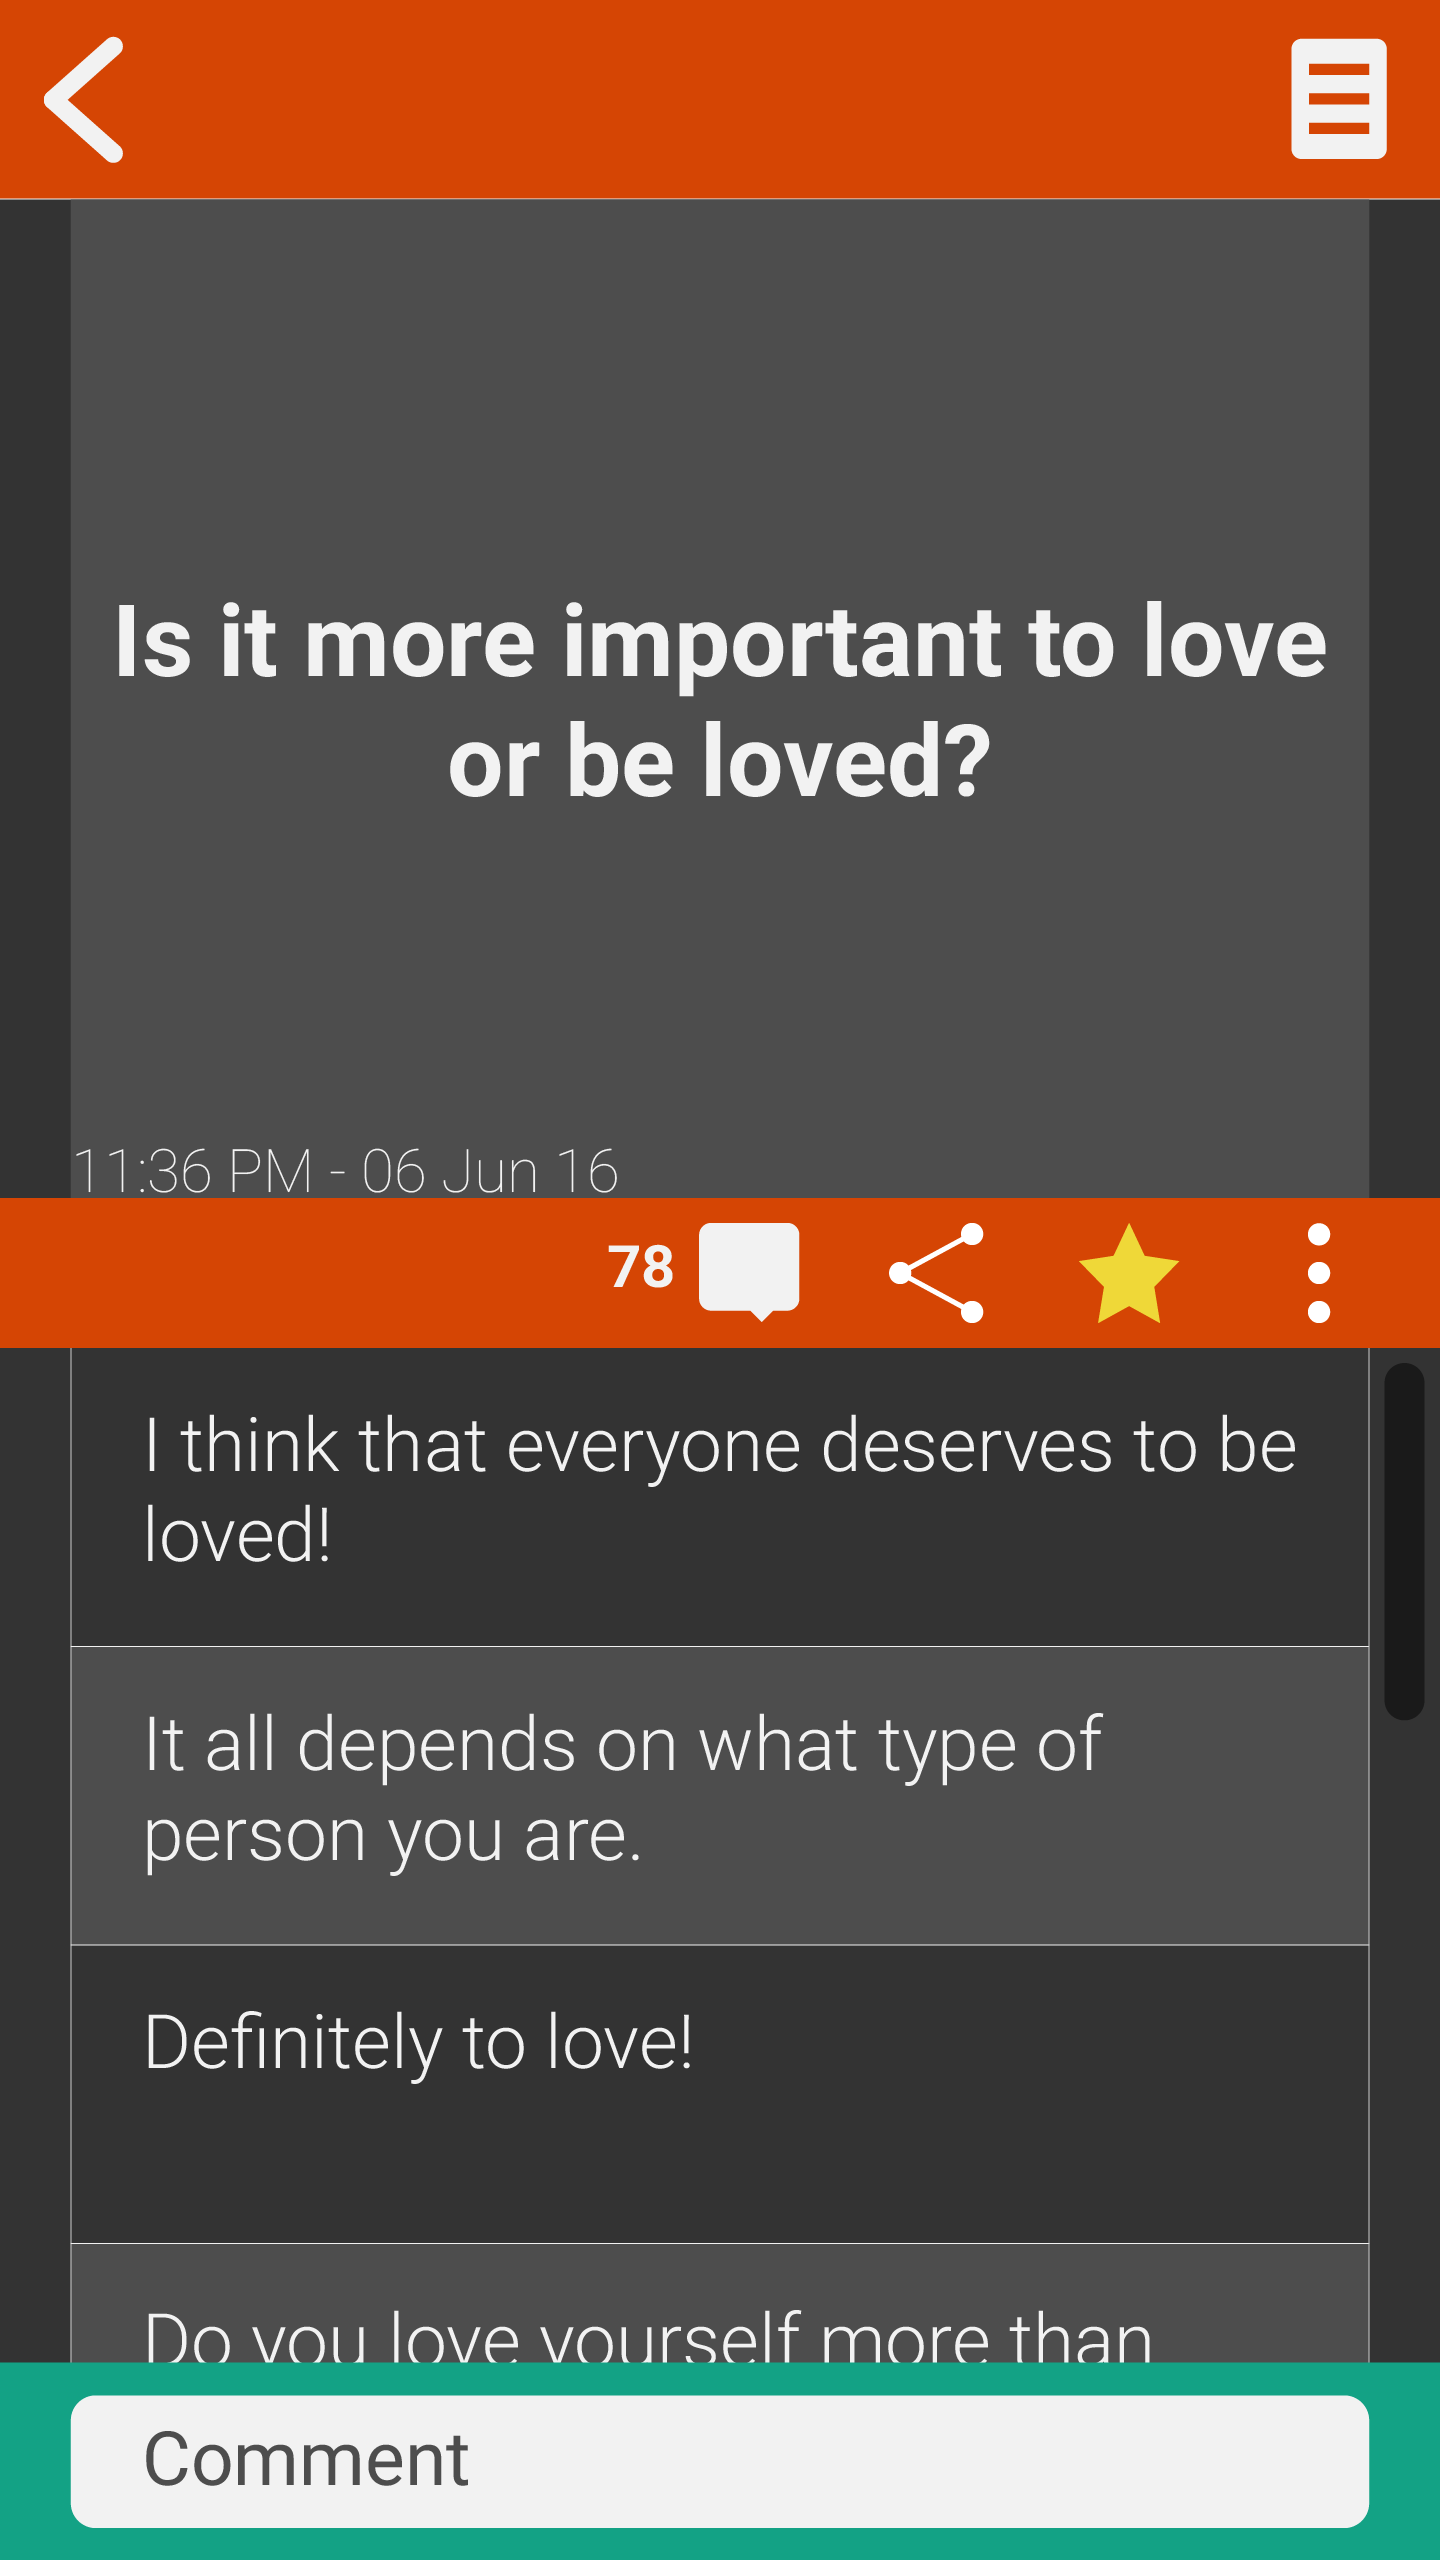 Is it more important to love
or be loved?
11:36 PM - 06 Jun 16
78
I think that everyone deserves to be
loved!
It all depends on what type of
person you are.
Definitely to love!
Do you love yourself more than
Comment